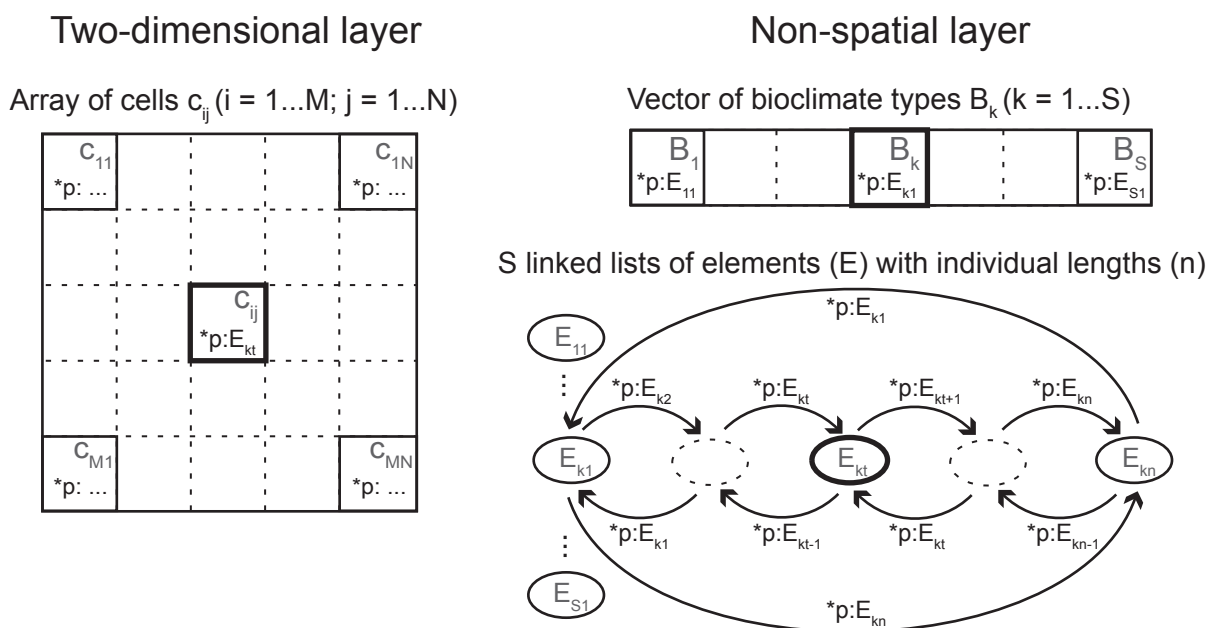 Two-dimensional layer
Array of cells c_ij (i = 1...M; j = 1...N)
c_11
*p: ...
c_1N
*p: ...
c_ij
*p:E_kt
c_M1
*p: ...
c_MN
*p: ...
Non-spatial layer
Vector of bioclimate types B_k (k = 1...S)
B_1
*p:E_11
B_k
*p:E_k1
B_S
*p:E_S1
S linked lists of elements (E) with individual lengths (n)
*p:E_k1
E_11
⋮
*p:E_k2
*p:E_kt
*p:E_kt+1
*p:E_kn
E_k1
E_kt
E_kn
*p:E_k1
*p:E_kt-1
*p:E_kt
*p:E_kn-1
⋮
E_S1
*p:E_kn